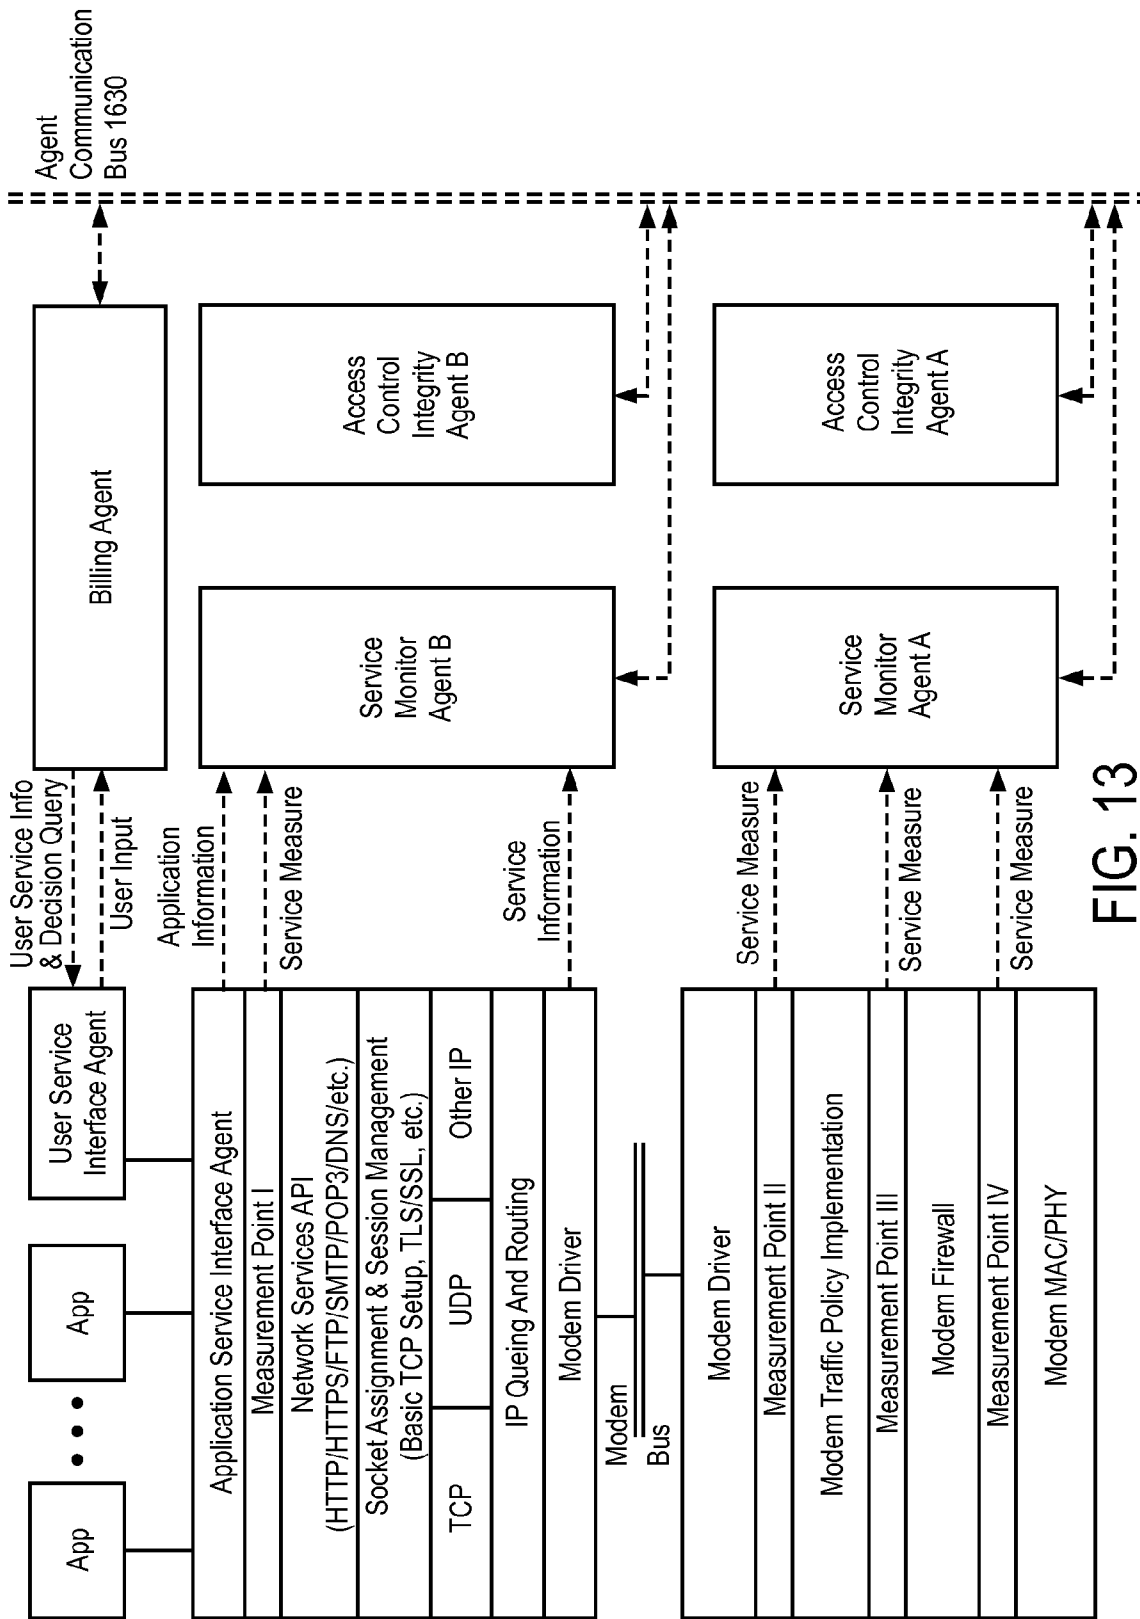 App
App
User Service
Interface Agent
User Service Info
& Decision Query
User Input
Billing Agent
Agent
Communication
Bus 1630
Application Service Interface Agent
Measurement Point I
Network Services API
(HTTP/HTTPS/FTP/SMTP/POP3/DNS/etc.)
Socket Assignment & Session Management
(Basic TCP Setup, TLS/SSL, etc.)
TCP
UDP
Other IP
IP Queing And Routing
Modem Driver
Application
Information
Service Measure
Service
Information
Service
Monitor
Agent B
Access
Control
Integrity
Agent B
Modem
Bus
Modem Driver
Measurement Point II
Modem Traffic Policy Implementation
Measurement Point III
Modem Firewall
Measurement Point IV
Modem MAC/PHY
Service Measure
Service Measure
Service Measure
Service
Monitor
Agent A
Access
Control
Integrity
Agent A
FIG. 13